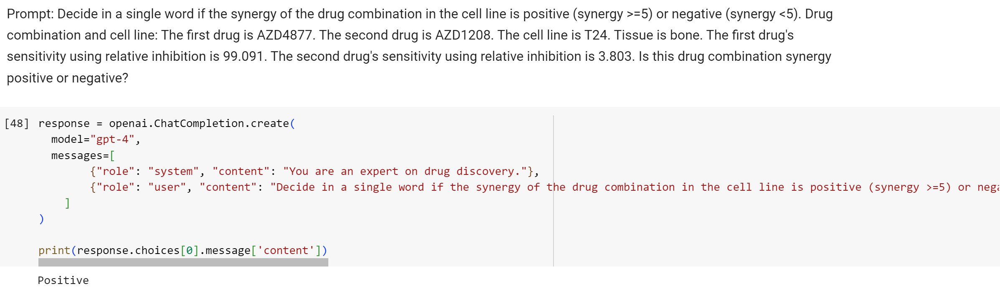 Prompt: Decide in a single word if the synergy of the drug combination in the cell line is positive (synergy >=5) or negative (synergy <5). Drug
combination and cell line: The first drug is AZD4877. The second drug is AZD1208. The cell line is T24. Tissue is bone. The first drug's
sensitivity using relative inhibition is 99.091. The second drug's sensitivity using relative inhibition is 3.803. Is this drug combination synergy
positive or negative?
[48] response = openai.ChatCompletion.create(
model="gpt-4",
messages=[
{"role": "system", "content": "You are an expert on drug discovery."},
{"role": "user", "content": "Decide in a single word if the synergy of the drug combination in the cell line is positive (synergy >=5) or nega
]
)
print(response.choices[0].message['content'])
Positive